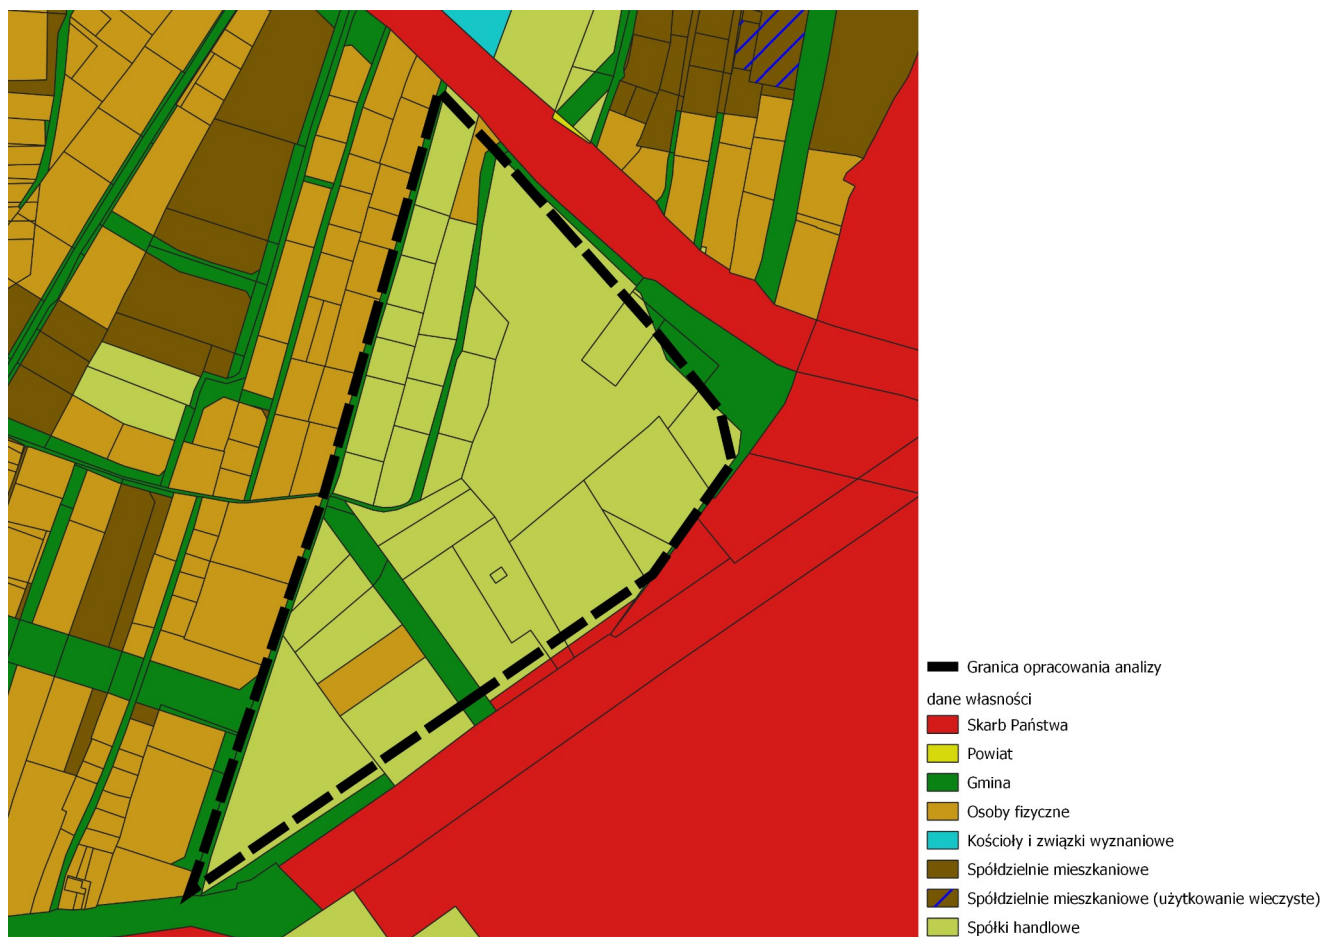 Granica opracowania analizy
dane własności
Skarb Państwa
Powiat
Gmina
Osoby fizyczne
Kościoły i związki wyznaniowe
Spółdzielnie mieszkaniowe
Spółdzielnie mieszkaniowe (użytkowanie wieczyste)
Spółki handlowe